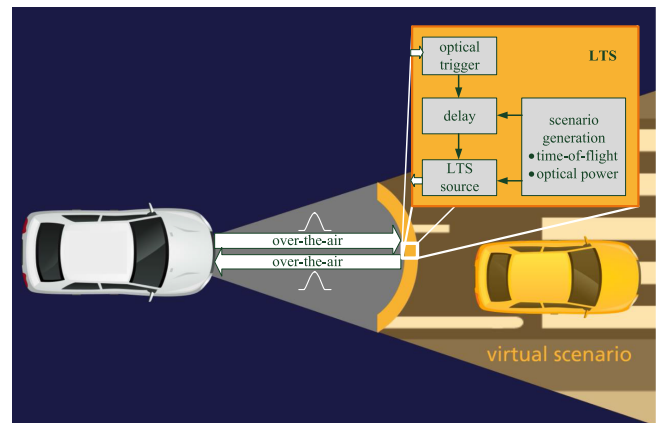 optical
trigger
LTS
delay
scenario
generation
• time-of-flight
• optical power
LTS
source
over-the-air
over-the-air
virtual scenario